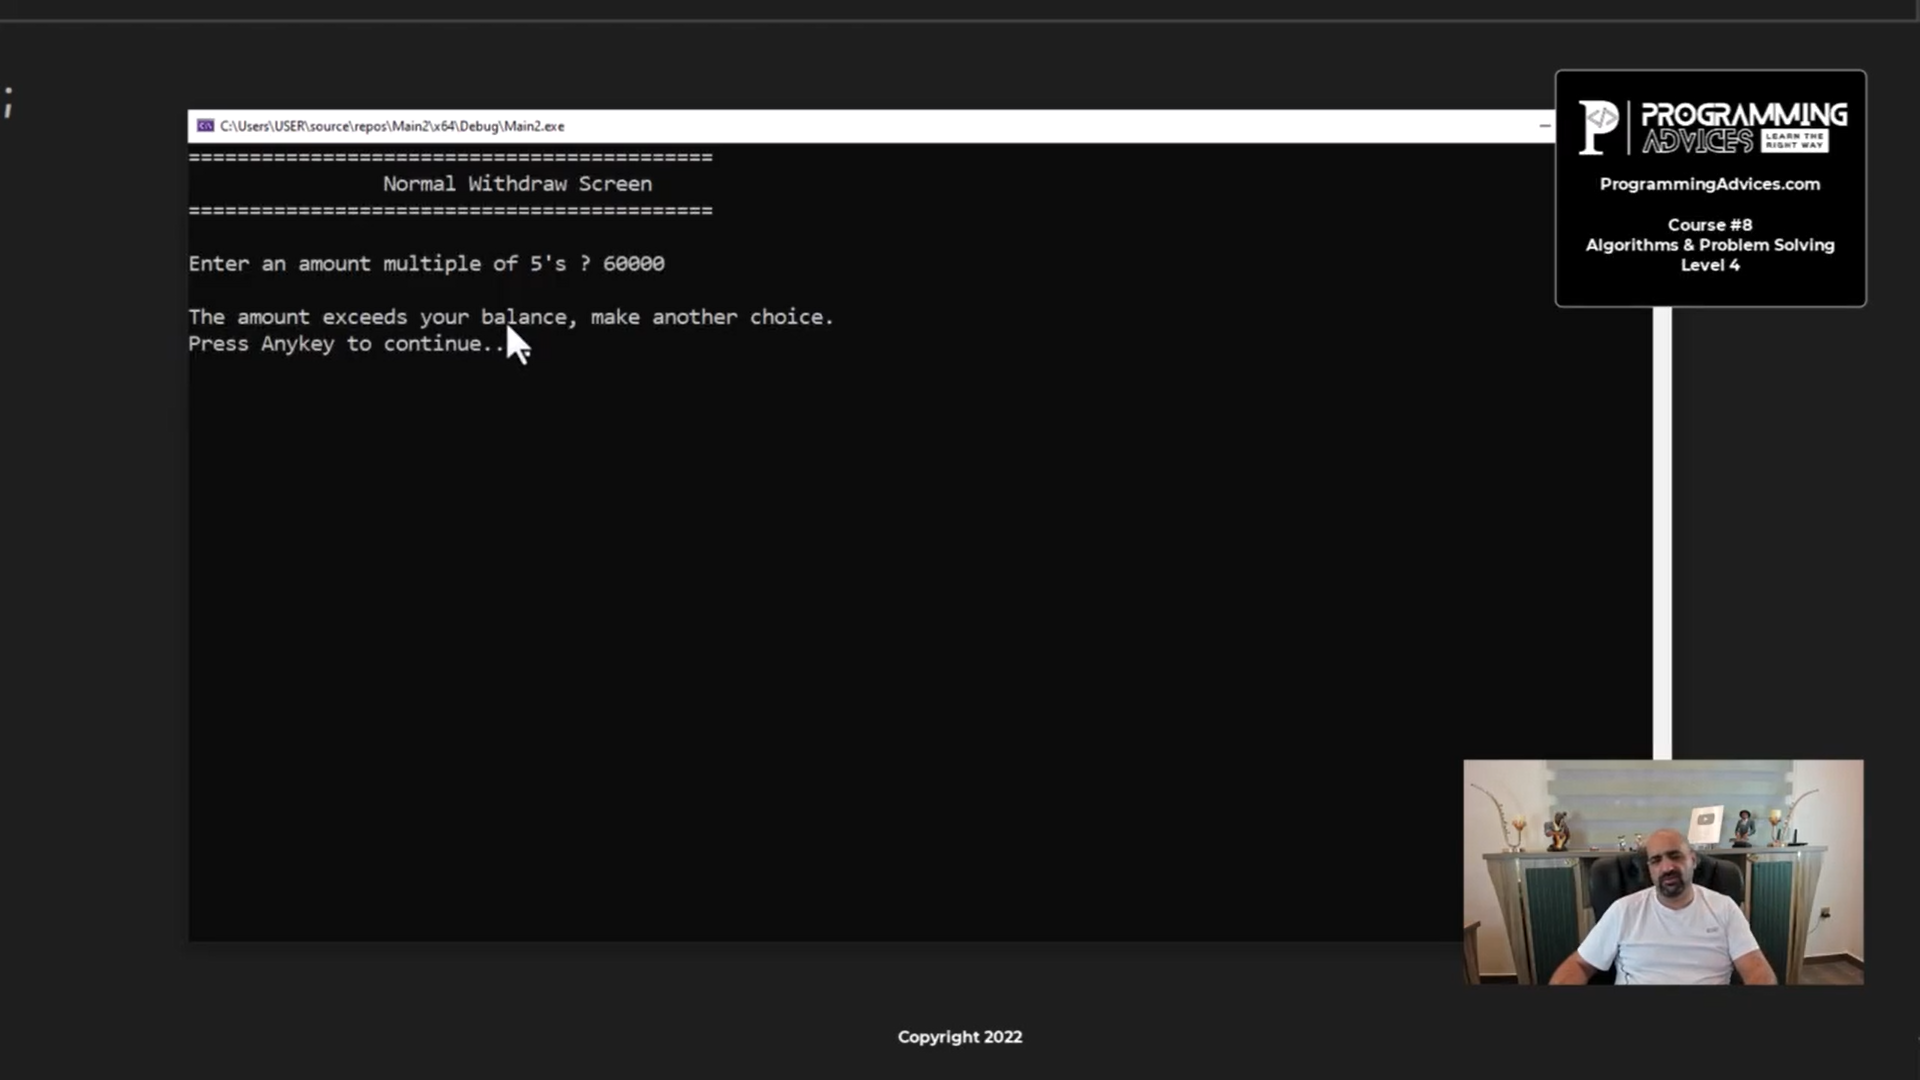 ;
C:\Users\USER\source\repos\Main2\x64\Debug\Main2.exe
===========================================
Normal Withdraw Screen
===========================================
Enter an amount multiple of 5's ? 60000
The amount exceeds your balance, make another choice.
Press Anykey to continue..
P PROGRAMMING
ADVICES LEARN THE
RIGHT WAY
ProgrammingAdvices.com
Course #8
Algorithms & Problem Solving
Level 4
Copyright 2022